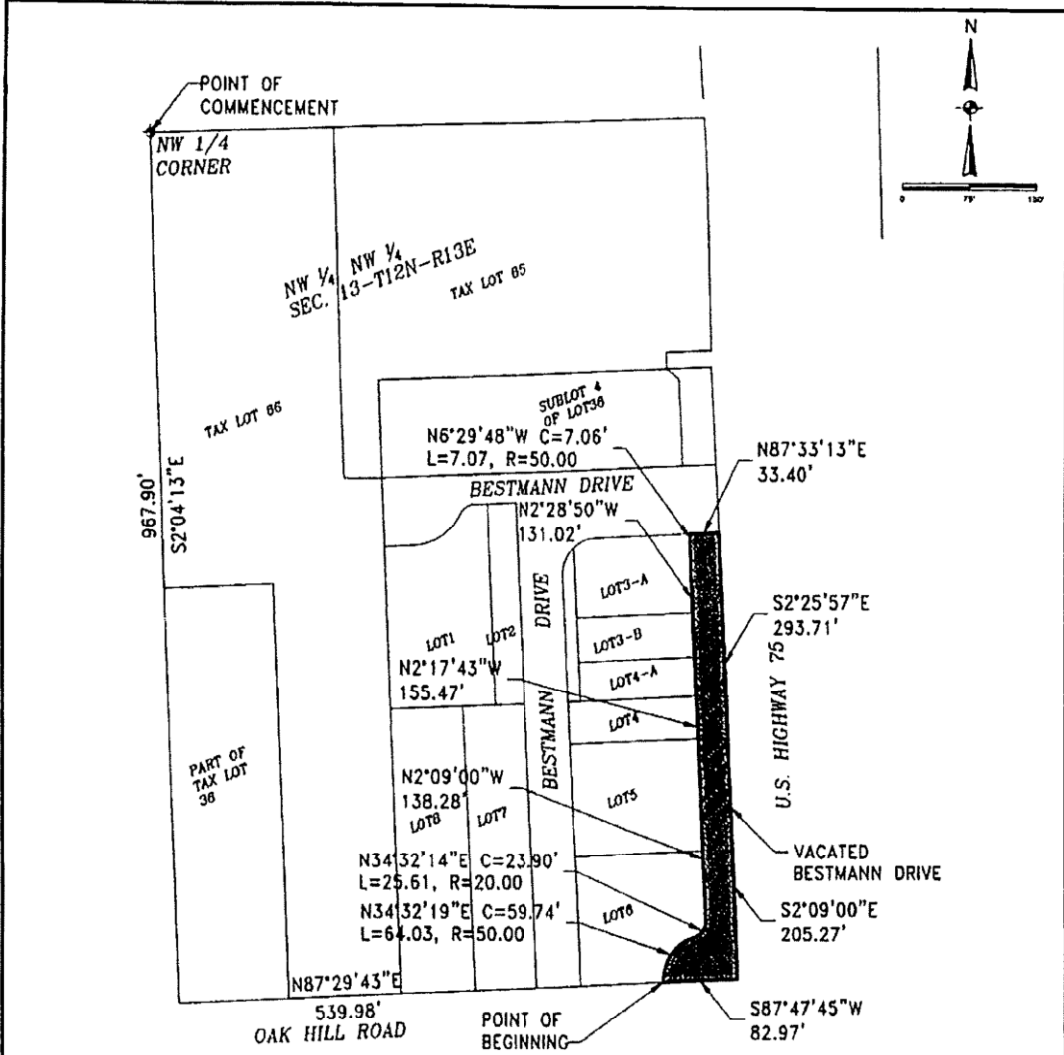 N
0 75' 150'
POINT OF
COMMENCEMENT
NW 1/4
CORNER
NW ¼ NW ¼
SEC. 13-T12N-R13E
TAX LOT 65
TAX LOT 66
SUBLOT 4
OF LOT36
N6°29'48"W C=7.06'
L=7.07, R=50.00
N87°33'13"E
33.40'
BESTMANN DRIVE
N2°28'50"W
131.02'
967.90'
S2°04'13"E
LOT3-A
S2°25'57"E
293.71'
BESTMANN DRIVE
LOT3-B
LOT1
LOT2
LOT4-A
N2°17'43"W
155.47'
LOT4
U.S. HIGHWAY 75
PART OF
TAX LOT
36
N2°09'00"W
138.28'
LOT8
LOT7
LOT5
VACATED
BESTMANN DRIVE
N34°32'14"E C=23.90'
L=25.61, R=20.00
N34°32'19"E C=59.74'
L=64.03, R=50.00
LOT6
S2°09'00"E
205.27'
N87°29'43"E
539.98'
OAK HILL ROAD
POINT OF
BEGINNING
S87°47'45"W
82.97'